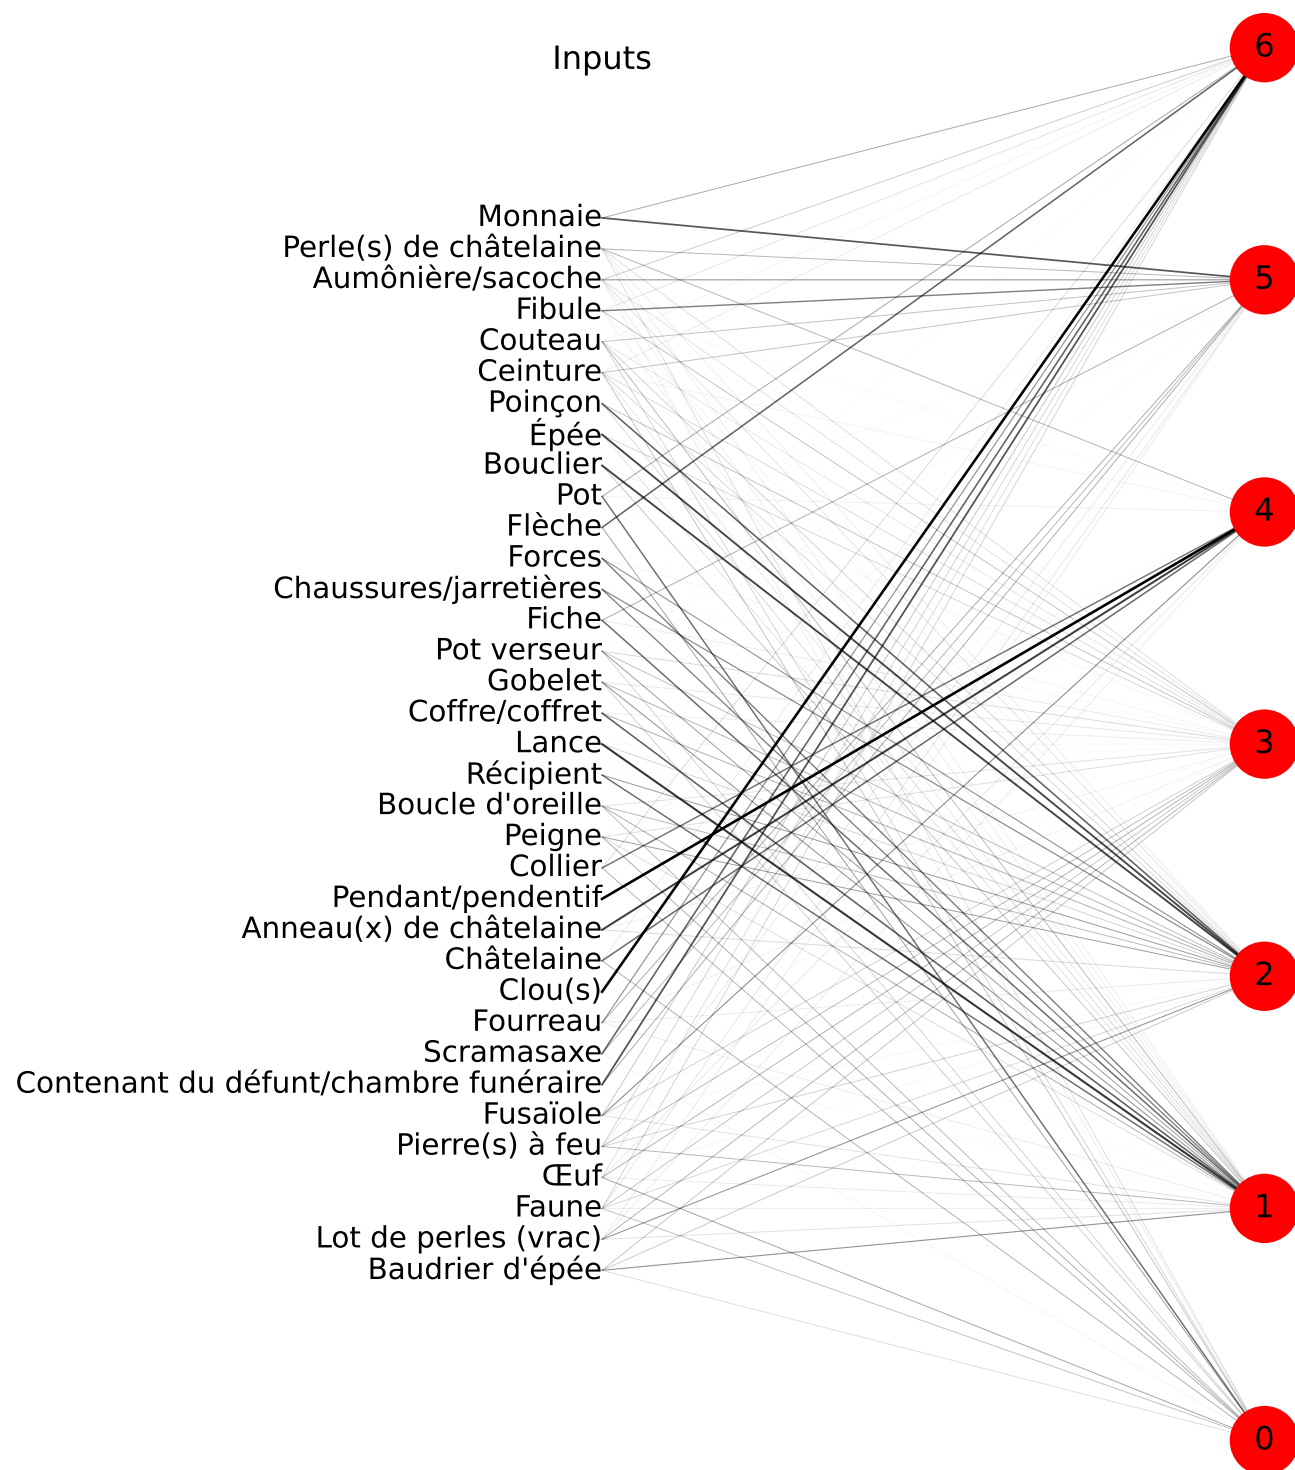 6
Inputs
Monnaie
Perle(s) de châtelaine
Aumônière/sacoche
5
Fibule
Couteau
Ceinture
Poinçon
Épée
Bouclier
Pot
4
Flèche
Forces
Chaussures/jarretières
Fiche
Pot verseur
Gobelet
Coffre/coffret
Lance
3
Récipient
Boucle d'oreille
Peigne
Collier
Pendant/pendentif
Anneau(x) de châtelaine
Châtelaine
2
Clou(s)
Fourreau
Scramasaxe
Contenant du défunt/chambre funéraire
Fusaïole
Pierre(s) à feu
Œuf
Faune
1
Lot de perles (vrac)
Baudrier d'épée
0